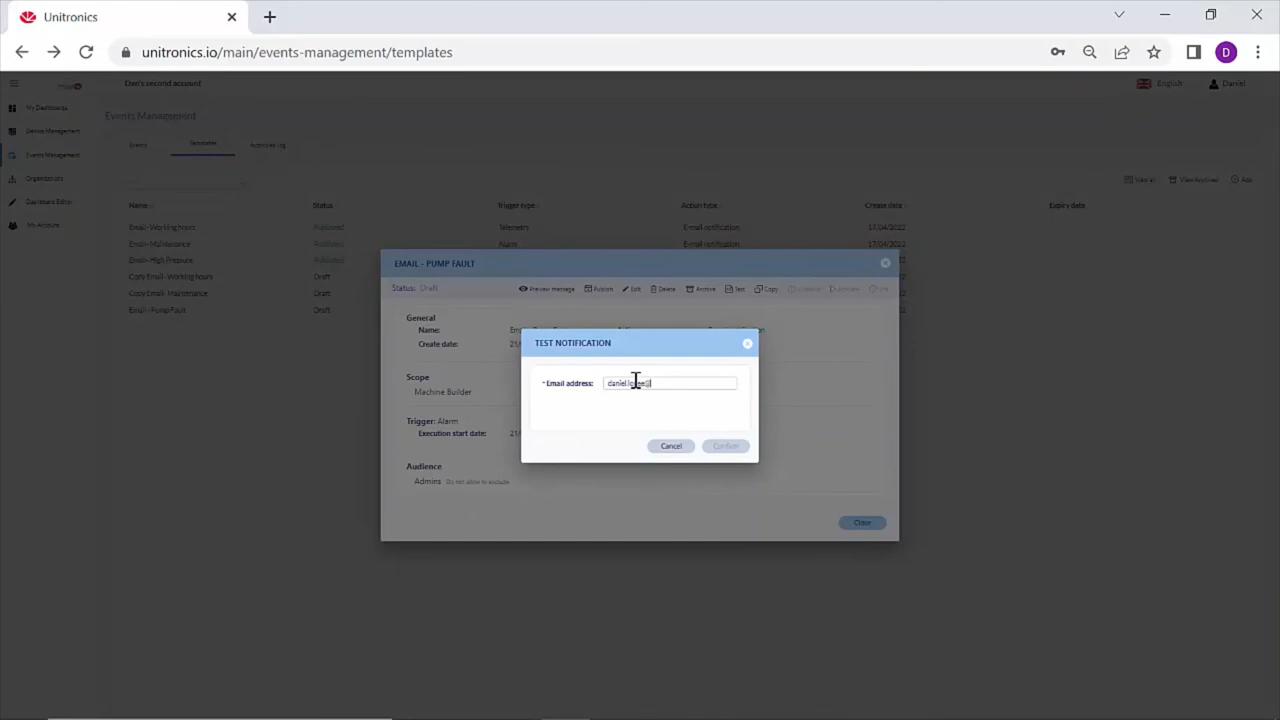 Unitronics
unitronics.io/main/events-management/templates
Dan's second account
English
Daniel
My Dashboards
Device Management
Events Management
Organizations
Dashboard Editor
My Account
Events Management
Events
Templates
Activities log
View all
View Archived
Add
Name
Status
Trigger type
Action type
Create date
Expiry date
Email- Working hours
Published
Telemetry
E-mail notification
17/04/2022
Email- Maintenance
Published
Alarm
E-mail notification
17/04/2022
Email- High Pressure
Published
Copy Email- Working hours
Draft
Copy Email- Maintenance
Draft
Email - Pump Fault
Draft
EMAIL - PUMP FAULT
Status: Draft
Preview message
Publish
Edit
Delete
Archive
Test
Copy
General
Name:
Create date:
Scope
Machine Builder
Trigger: Alarm
Execution start date:
Audience
Admins Do not allow to exclude
Close
TEST NOTIFICATION
* Email address:
Cancel
Confirm